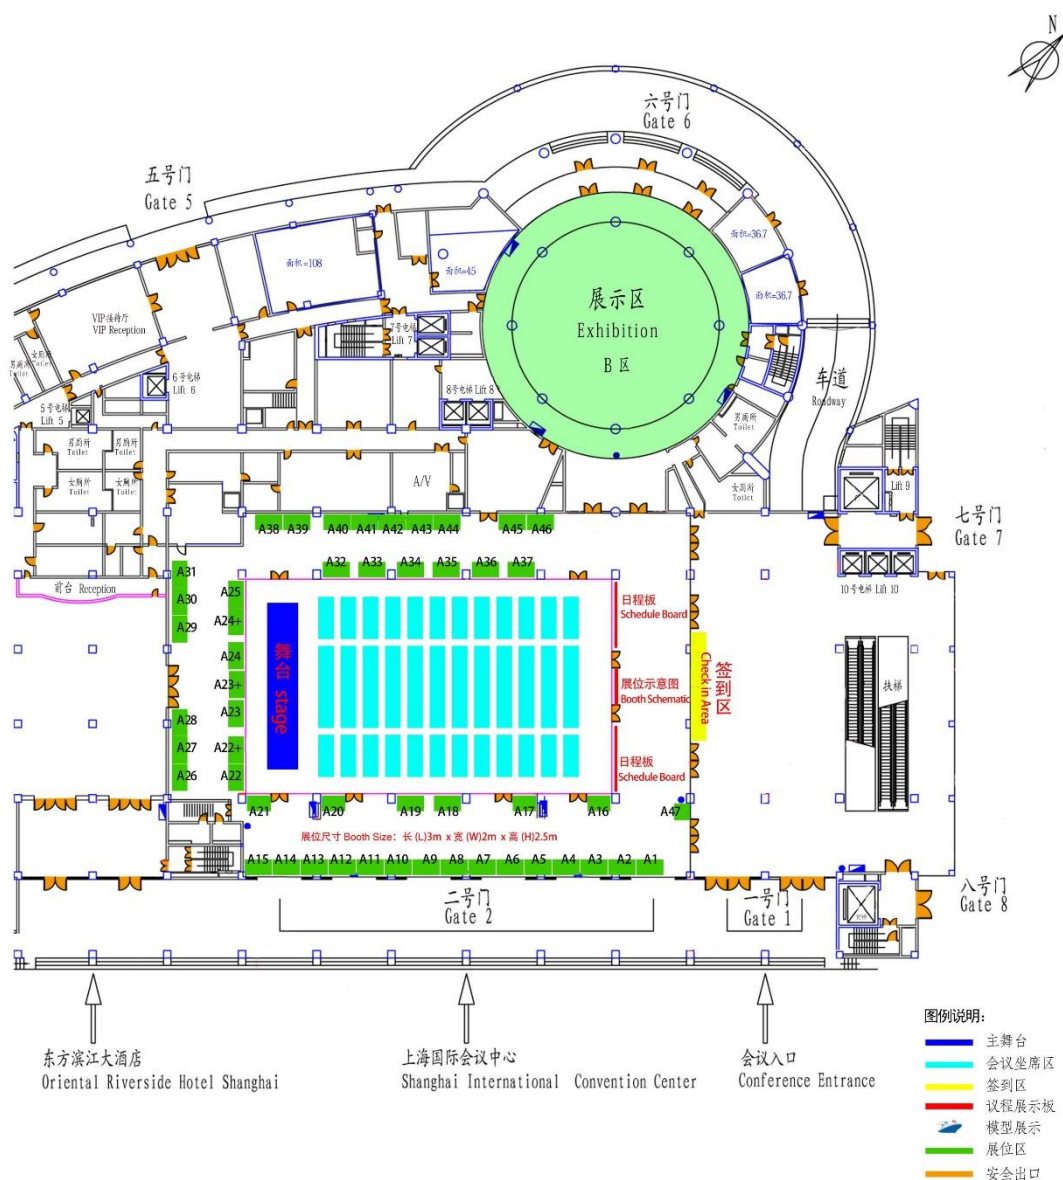 N
六号门
Gate 6
五号门
Gate 5
面积=36.7
面积=108
面积=45
面积=36.7
展示区
Exhibition
B 区
VIP接待厅
VIP Reception
7号电梯
Lift 7
男厕所
Toilet
女厕所
Toilet
6号电梯
Lift 6
8号电梯 Lift 8
车道
Roadway
5号电梯
Lift 5
男厕所
Toilet
男厕所
Toilet
男厕所
Toilet
女厕所
Toilet
女厕所
Toilet
A/V
女厕所
Toilet
Lift 9
七号门
Gate 7
A38 A39 A40 A41 A42 A43 A44 A45 A46
A32 A33 A34 A35 A36 A37
10号电梯 Lift 10
前台 Reception
A31
A30
A29
A28
A27
A26
A25
A24+
A24
A23+
A23
A22+
A22
舞台 stage
日程板
Schedule Board
展位示意图
Booth Schematic
日程板
Schedule Board
签到区
Check in Area
扶梯
A21 A20 A19 A18 A17 A16 A47
展位尺寸 Booth Size：长 (L)3m x 宽 (W)2m x 高 (H)2.5m
A15 A14 A13 A12 A11 A10 A9 A8 A7 A6 A5 A4 A3 A2 A1
二号门
Gate 2
一号门
Gate 1
八号门
Gate 8
东方滨江大酒店
Oriental Riverside Hotel Shanghai
上海国际会议中心
Shanghai International Convention Center
会议入口
Conference Entrance
图例说明：
主舞台
会议坐席区
签到区
议程展示板
模型展示
展位区
安全出口